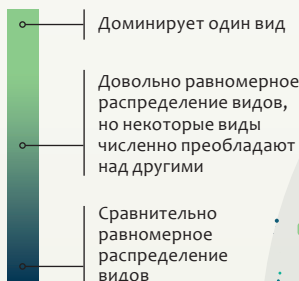 Доминирует один вид
Довольно равномерное
распределение видов,
но некоторые виды
численно преобладают
над другими
Сравнительно
равномерное
распределение
видов